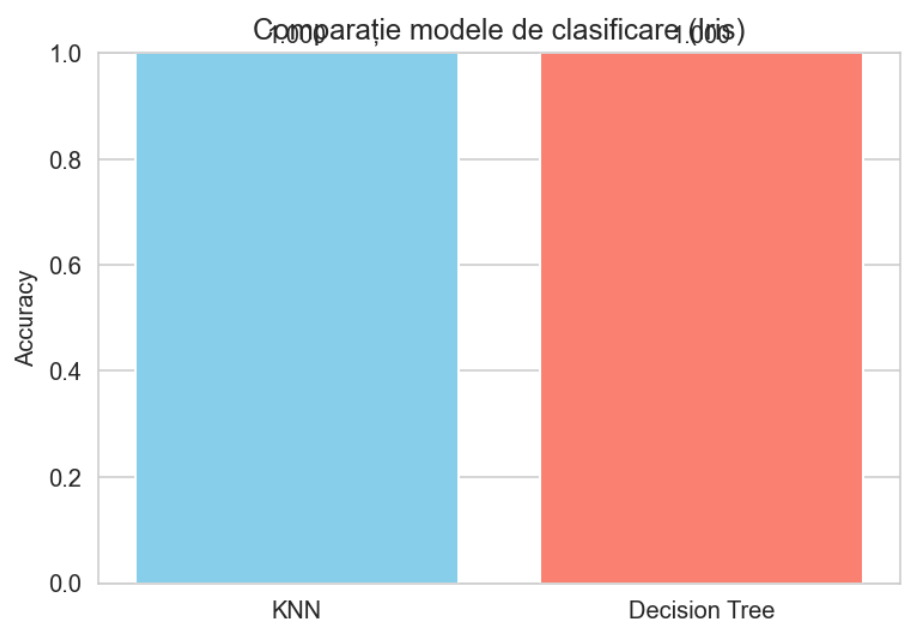 Comparație modele de clasificare (Iris)
1.000
1.000
1.0
0.8
0.6
0.4
0.2
0.0
Accuracy
KNN
Decision Tree